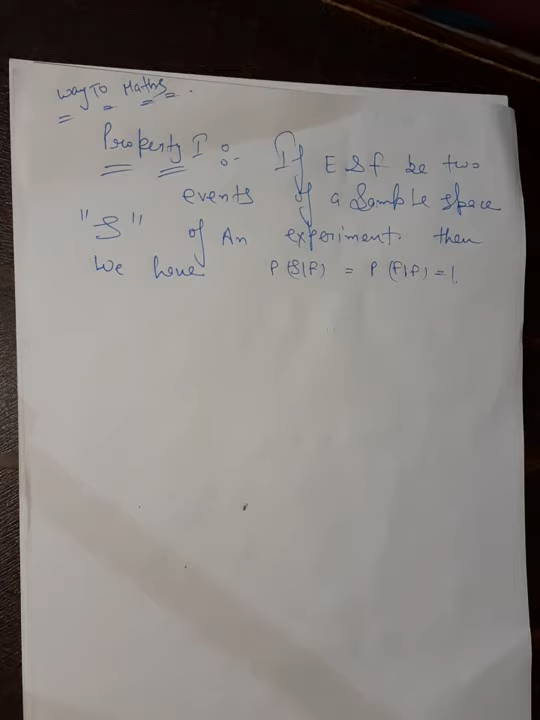 Way To Maths.
Property I :- If E & f be two
events of a Sample space
"S" of An experiment. then
We have P(S|F) = P(F|F) = 1.